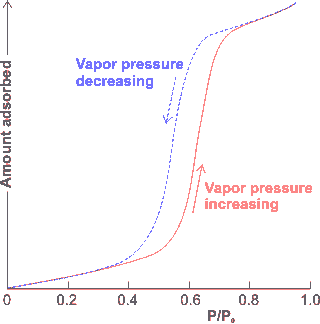 Vapor pressure
decreasing
Amount adsorbed
Vapor pressure
increasing
0 0.2 0.4 0.6 0.8 1.0
P/Pₒ